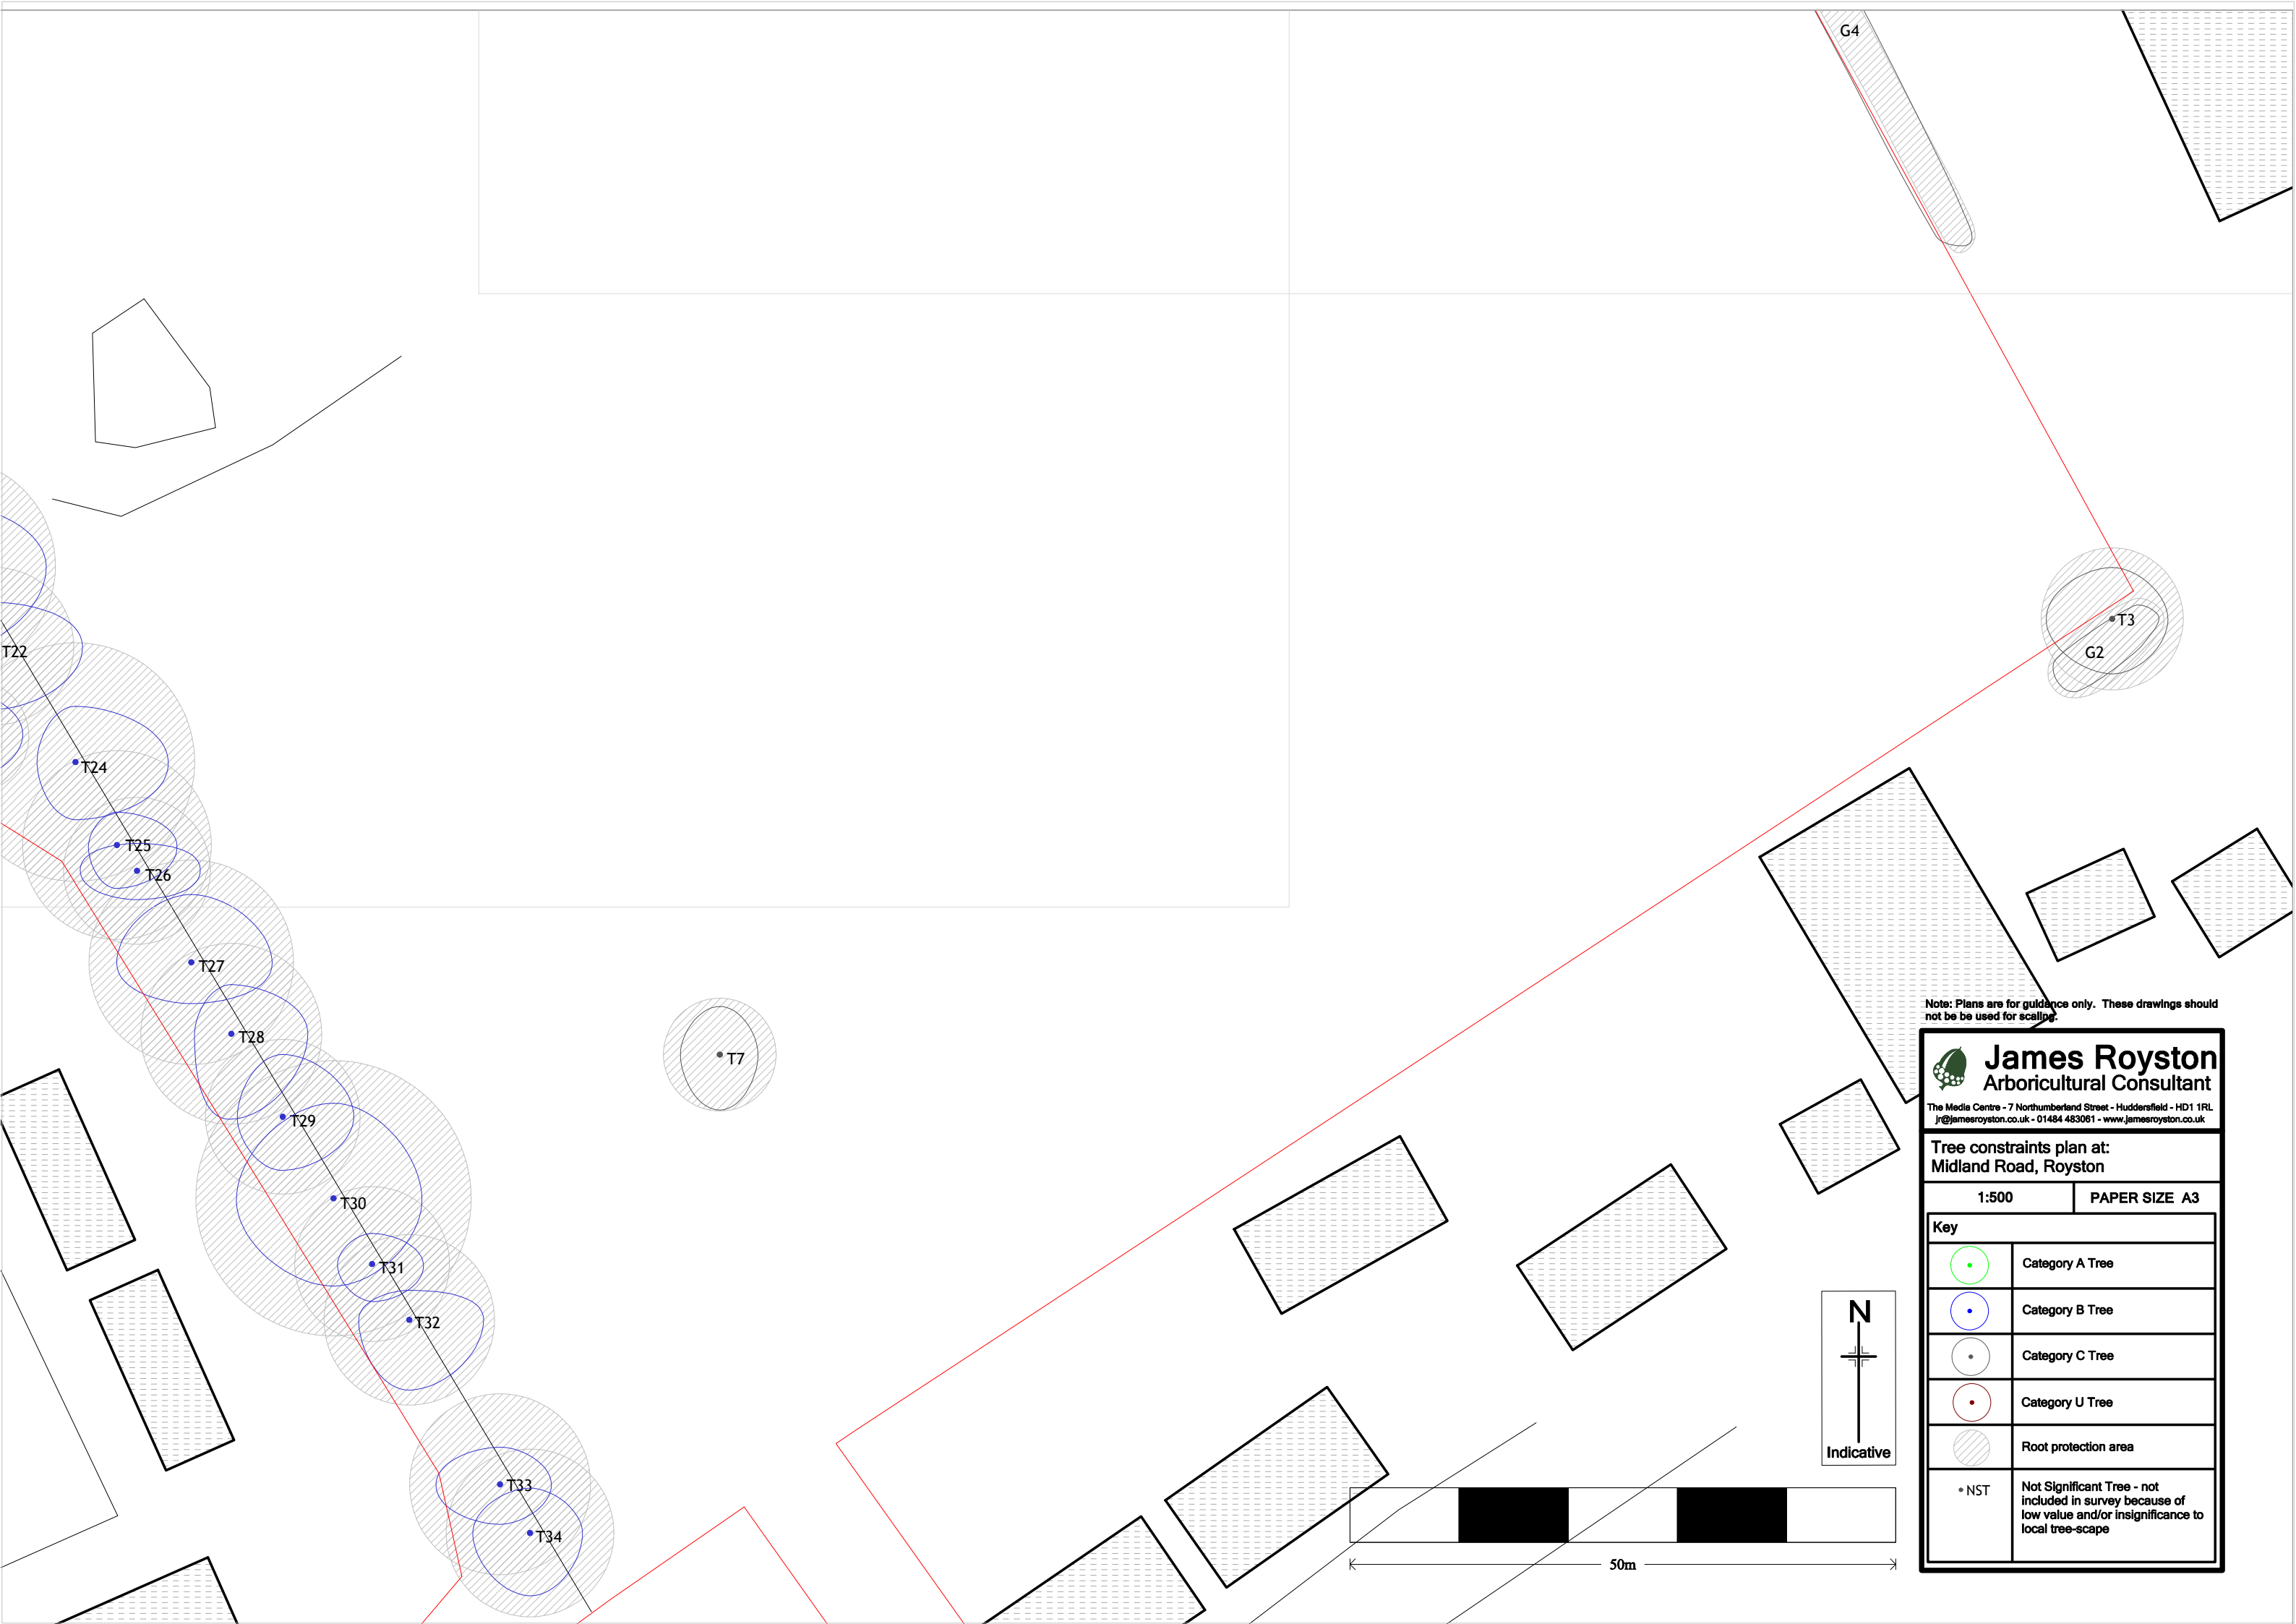 G4
T3
G2
T22
T24
T25
T26
T27
T28
T7
T29
T30
T31
T32
T33
T34
Note: Plans are for guidance only. These drawings should
not be be used for scaling.
James Royston
Arboricultural Consultant
The Media Centre - 7 Northumberland Street - Huddersfield - HD1 1RL
jr@jamesroyston.co.uk - 01484 483061 - www.jamesroyston.co.uk
Tree constraints plan at:
Midland Road, Royston
1:500
PAPER SIZE A3
Key
Category A Tree
Category B Tree
Category C Tree
Category U Tree
Root protection area
NST
Not Significant Tree - not
included in survey because of
low value and/or insignificance to
local tree-scape
N
Indicative
50m